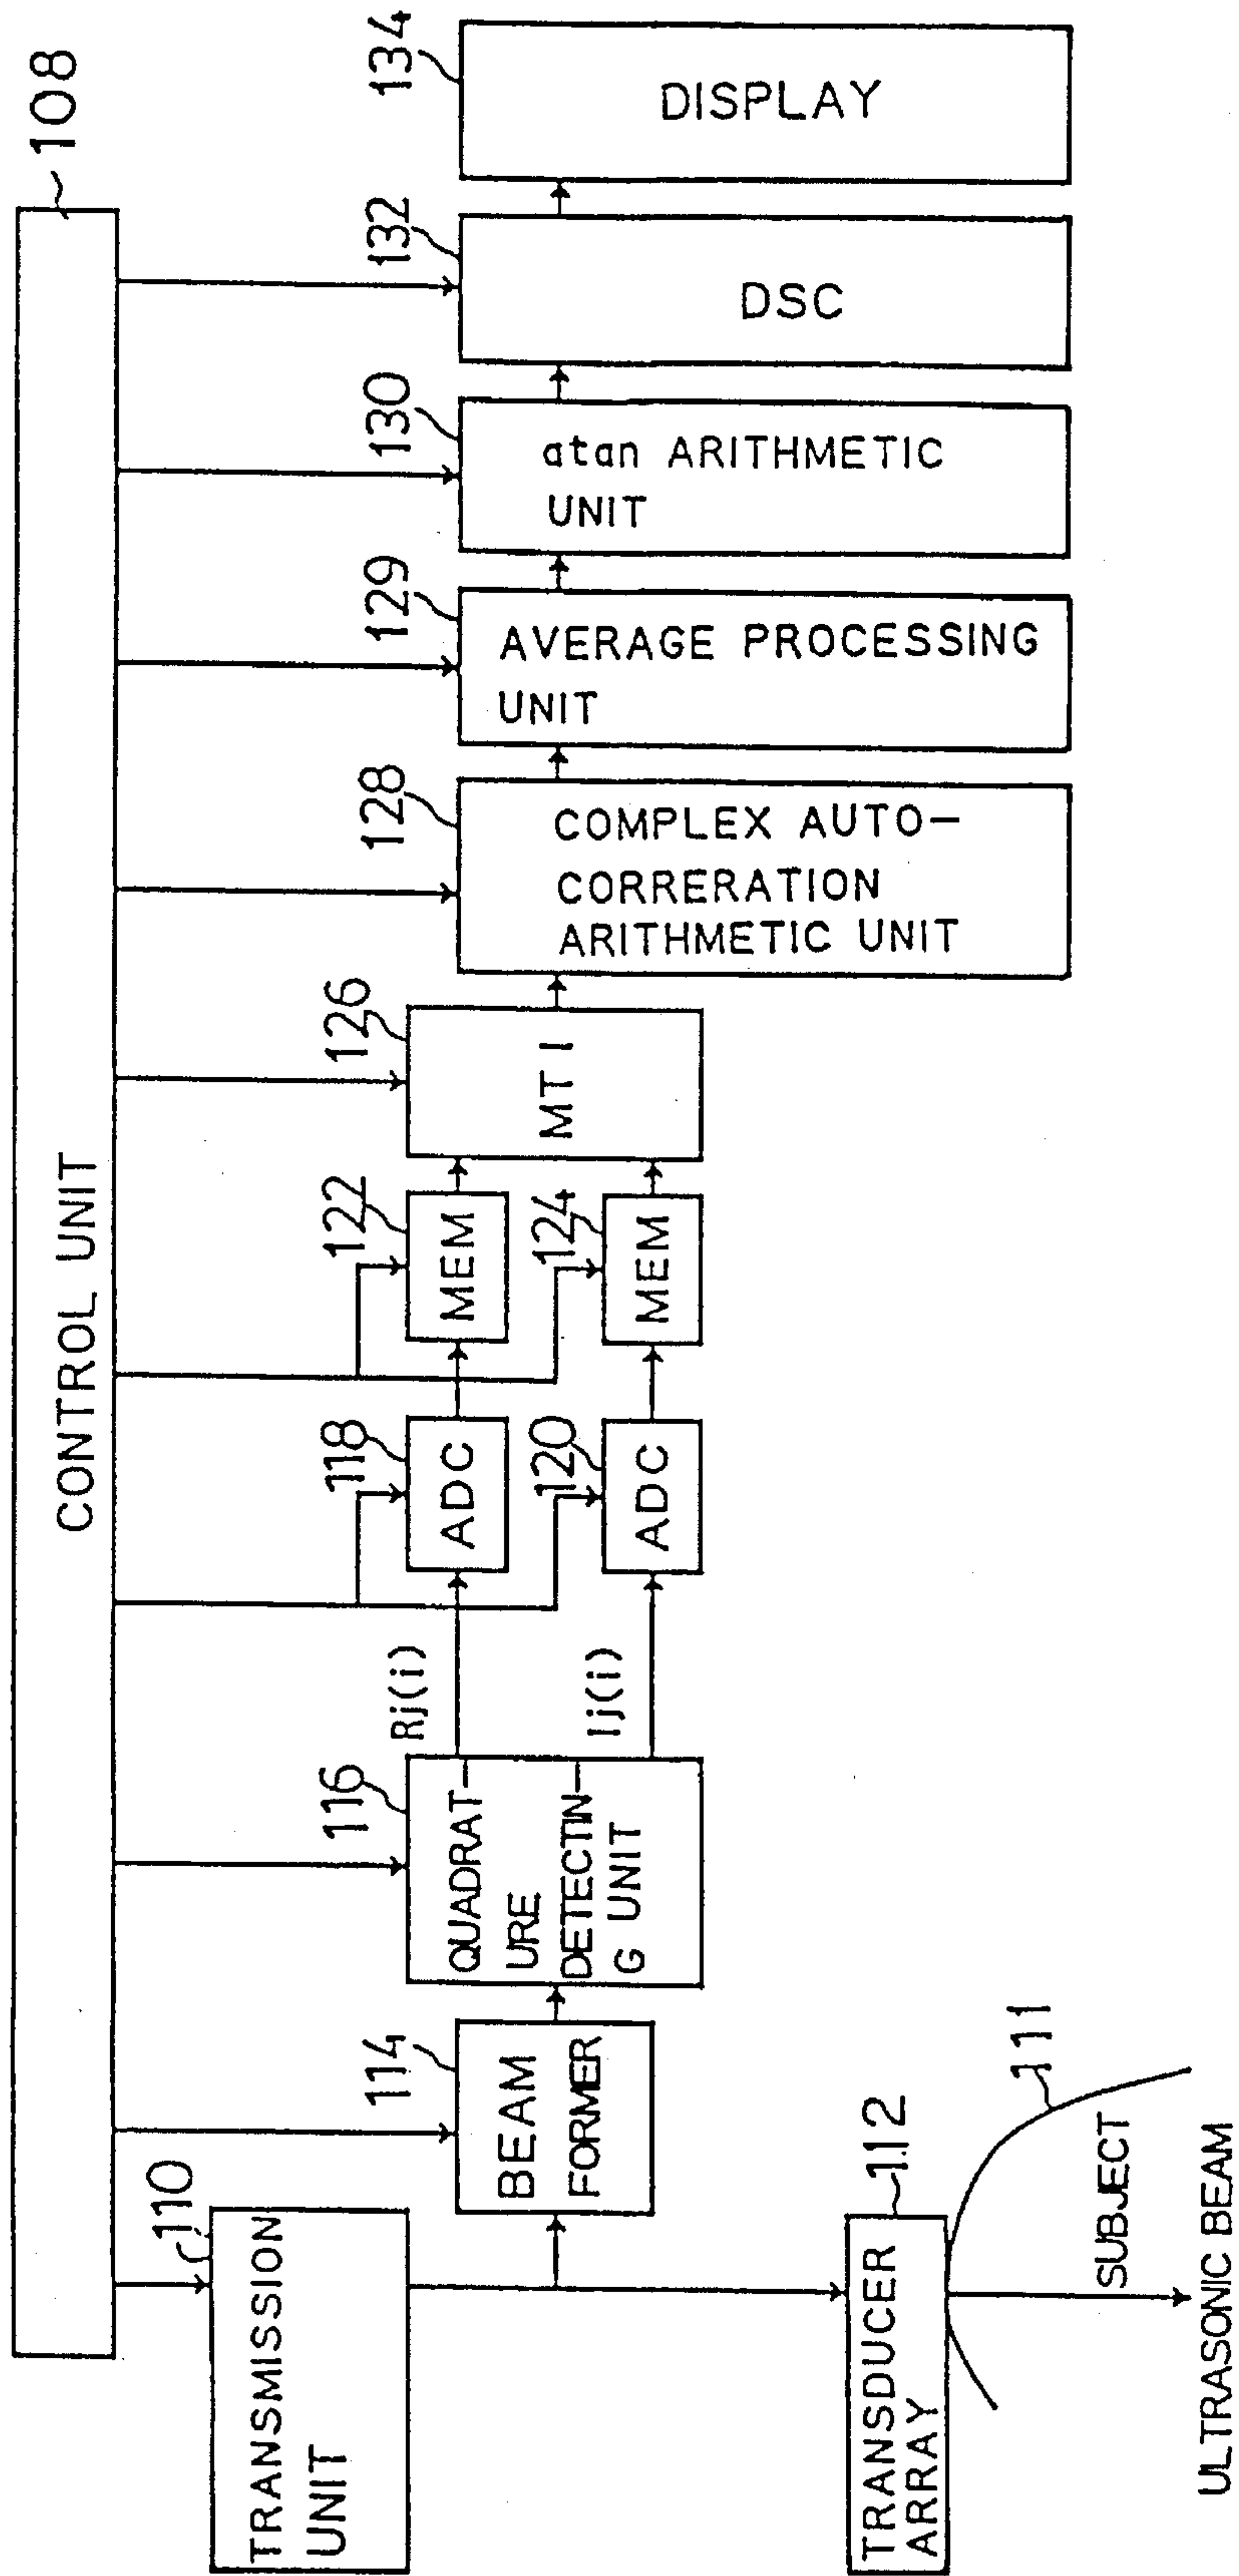 CONTROL UNIT
108
110
TRANSMISSION
UNIT
114
BEAM
FORMER
116
QUADRAT-
URE
DETECTIN-
G UNIT
Rj(i)
Ij(i)
118
ADC
120
ADC
122
MEM
124
MEM
126
MTI
128
COMPLEX AUTO-
CORRERATION
ARITHMETIC UNIT
129
AVERAGE PROCESSING
UNIT
130
atan ARITHMETIC
UNIT
132
DSC
134
DISPLAY
TRANSDUCER
ARRAY
112
SUBJECT
111
ULTRASONIC BEAM